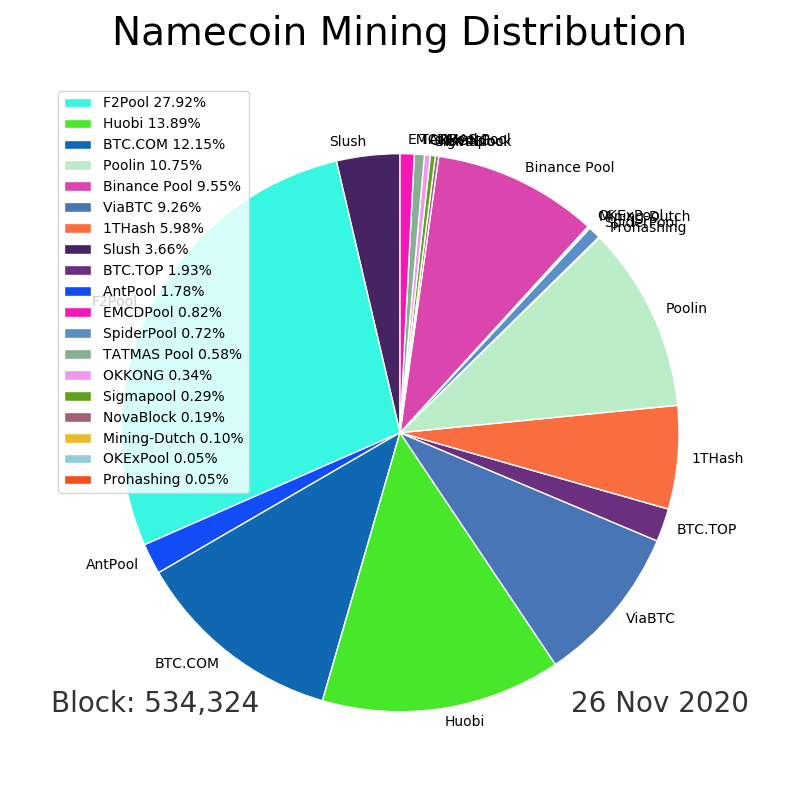 Namecoin Mining Distribution
F2Pool 27.92%
Huobi 13.89%
BTC.COM 12.15%
Poolin 10.75%
Binance Pool 9.55%
ViaBTC 9.26%
1THash 5.98%
Slush 3.66%
BTC.TOP 1.93%
AntPool 1.78%
EMCDPool 0.82%
SpiderPool 0.72%
TATMAS Pool 0.58%
OKKONG 0.34%
Sigmapool 0.29%
NovaBlock 0.19%
Mining-Dutch 0.10%
OKExPool 0.05%
Prohashing 0.05%
Slush
Binance Pool
OKExPool
Mining-Dutch
SpiderPool
Prohashing
F2Pool
Poolin
1THash
BTC.TOP
AntPool
ViaBTC
BTC.COM
Huobi
Block: 534,324
26 Nov 2020